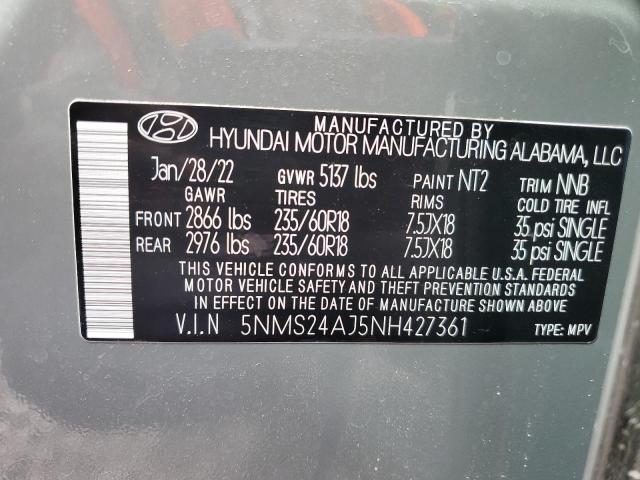 MANUFACTURED BY
HYUNDAI MOTOR MANUFACTURING ALABAMA, LLC
Jan/28/22 GVWR 5137 lbs PAINT NT2 TRIM NNB
GAWR TIRES RIMS COLD TIRE INFL
FRONT 2866 lbs 235/60R18 7.5JX18 35 psi SINGLE
REAR 2976 lbs 235/60R18 7.5JX18 35 psi SINGLE
THIS VEHICLE CONFORMS TO ALL APPLICABLE U.S.A. FEDERAL
MOTOR VEHICLE SAFETY AND THEFT PREVENTION STANDARDS
IN EFFECT ON THE DATE OF MANUFACTURE SHOWN ABOVE.
V.I.N 5NMS24AJ5NH427361 TYPE: MPV